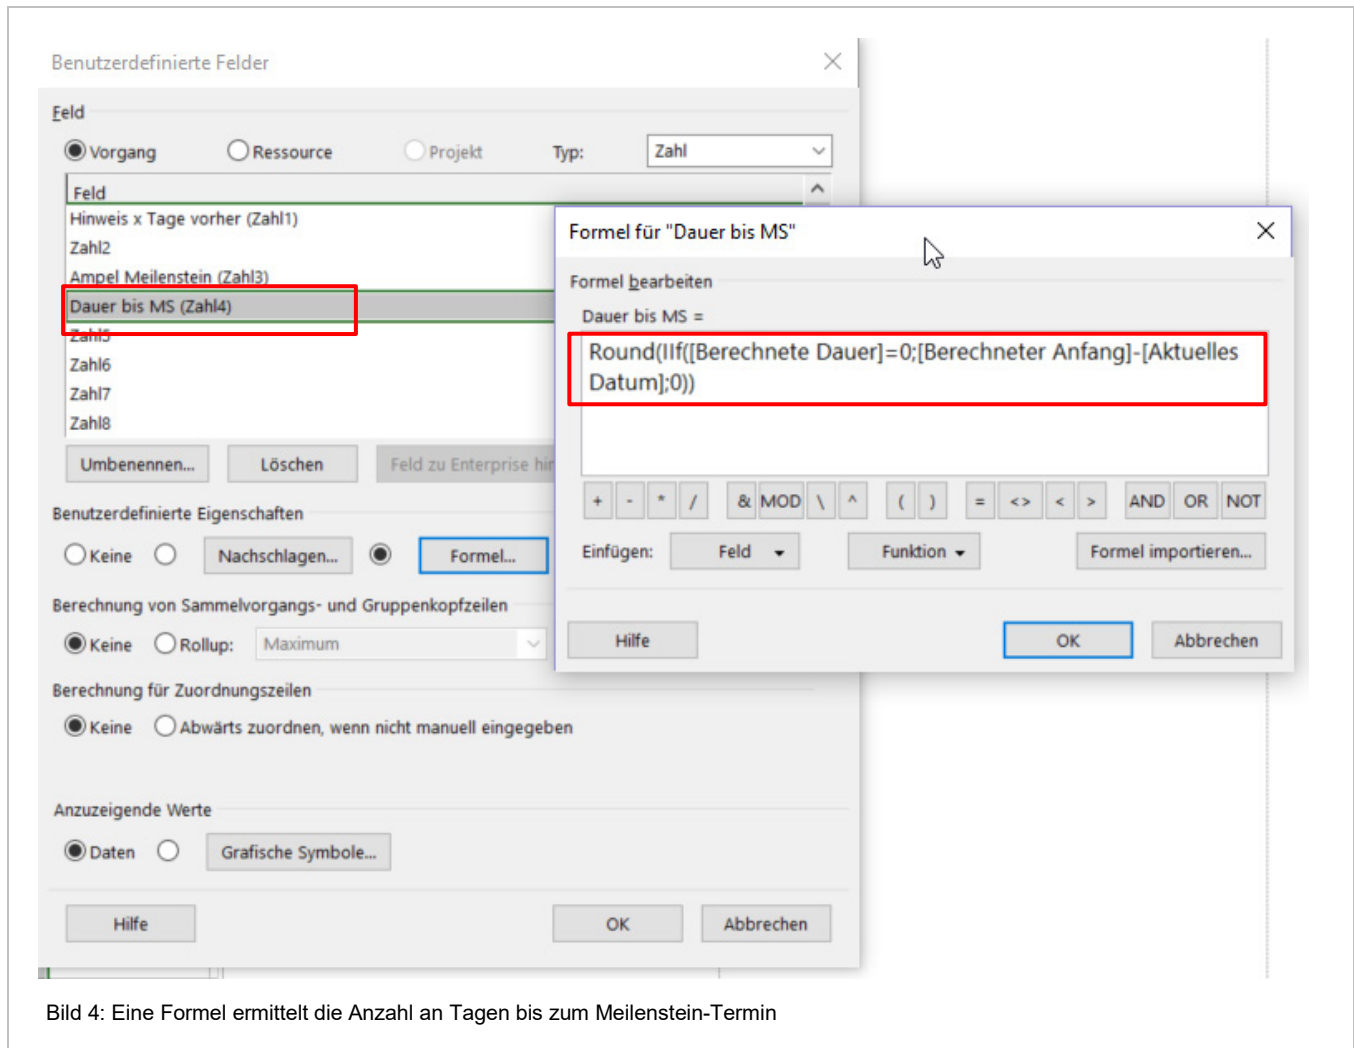 Benutzerdefinierte Felder
Feld
Vorgang Ressource Projekt Typ: Zahl
Feld
Hinweis x Tage vorher (Zahl1)
Zahl2
Ampel Meilenstein (Zahl3)
Dauer bis MS (Zahl4)
Zahl5
Zahl6
Zahl7
Zahl8
Umbenennen... Löschen Feld zu Enterprise hin
Benutzerdefinierte Eigenschaften
Keine Nachschlagen... Formel...
Berechnung von Sammelvorgangs- und Gruppenkopfzeilen
Keine Rollup: Maximum
Berechnung für Zuordnungszeilen
Keine Abwärts zuordnen, wenn nicht manuell eingegeben
Anzuzeigende Werte
Daten Grafische Symbole...
Hilfe OK Abbrechen
Formel für "Dauer bis MS"
Formel bearbeiten
Dauer bis MS =
Round(IIf([Berechnete Dauer]=0;[Berechneter Anfang]-[Aktuelles
Datum];0))
+ - * / & MOD \ ^ ( ) = <> < > AND OR NOT
Einfügen: Feld Funktion Formel importieren...
Hilfe OK Abbrechen
Bild 4: Eine Formel ermittelt die Anzahl an Tagen bis zum Meilenstein-Termin